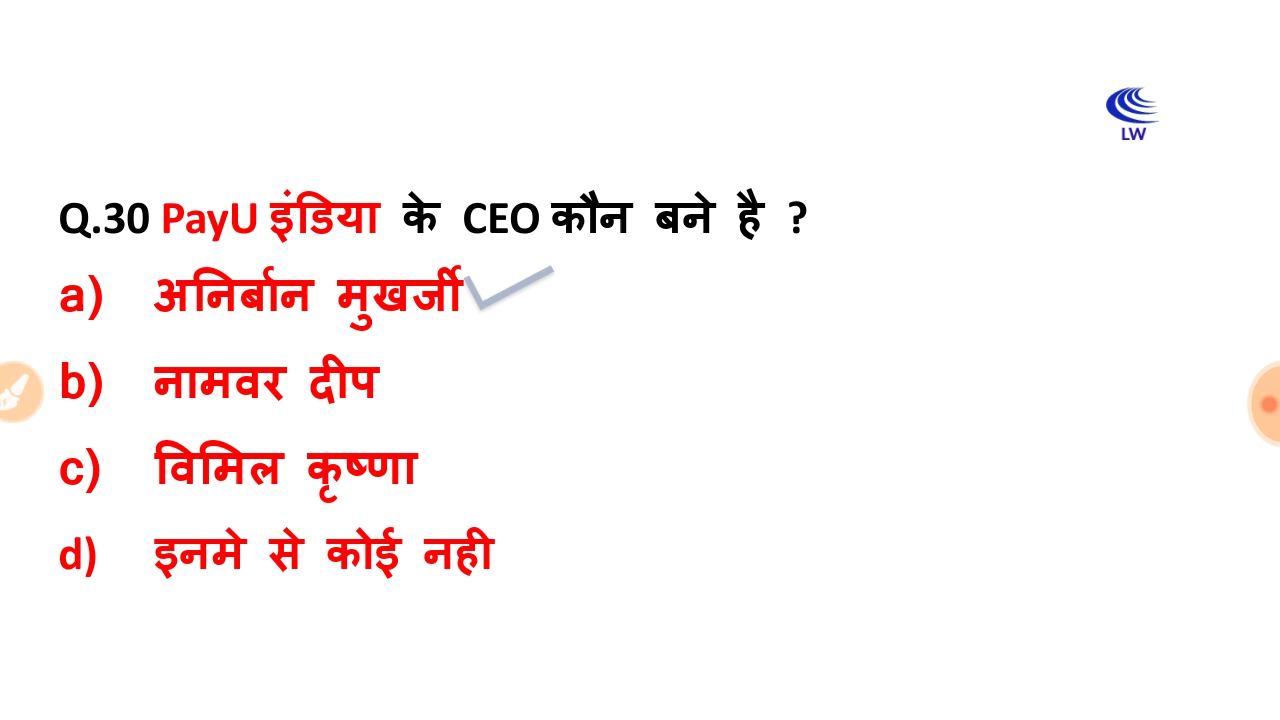 LW
Q.30 PayU इंडिया के CEO कौन बने है ?
a) अनिर्बान मुखर्जी
b) नामवर दीप
c) विमिल कृष्णा
d) इनमे से कोई नही